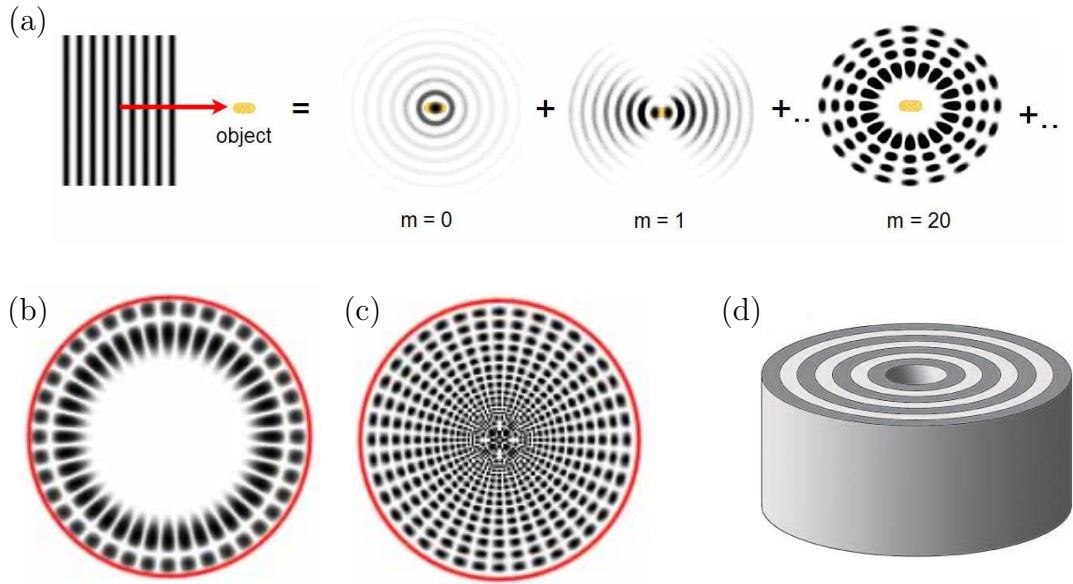 (a)
object
=
+
+..
+..
m = 0
m = 1
m = 20
(b)
(c)
(d)